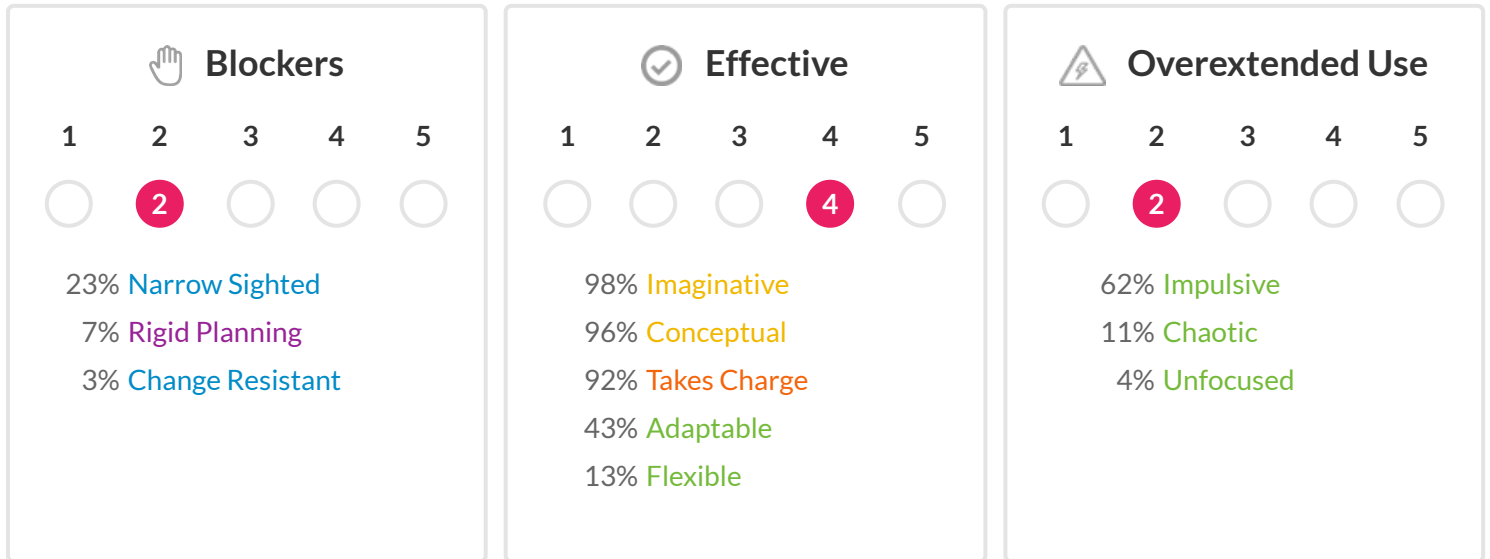 Blockers
1 2 3 4 5
2
23% Narrow Sighted
7% Rigid Planning
3% Change Resistant
Effective
1 2 3 4 5
4
98% Imaginative
96% Conceptual
92% Takes Charge
43% Adaptable
13% Flexible
Overextended Use
1 2 3 4 5
2
62% Impulsive
11% Chaotic
4% Unfocused